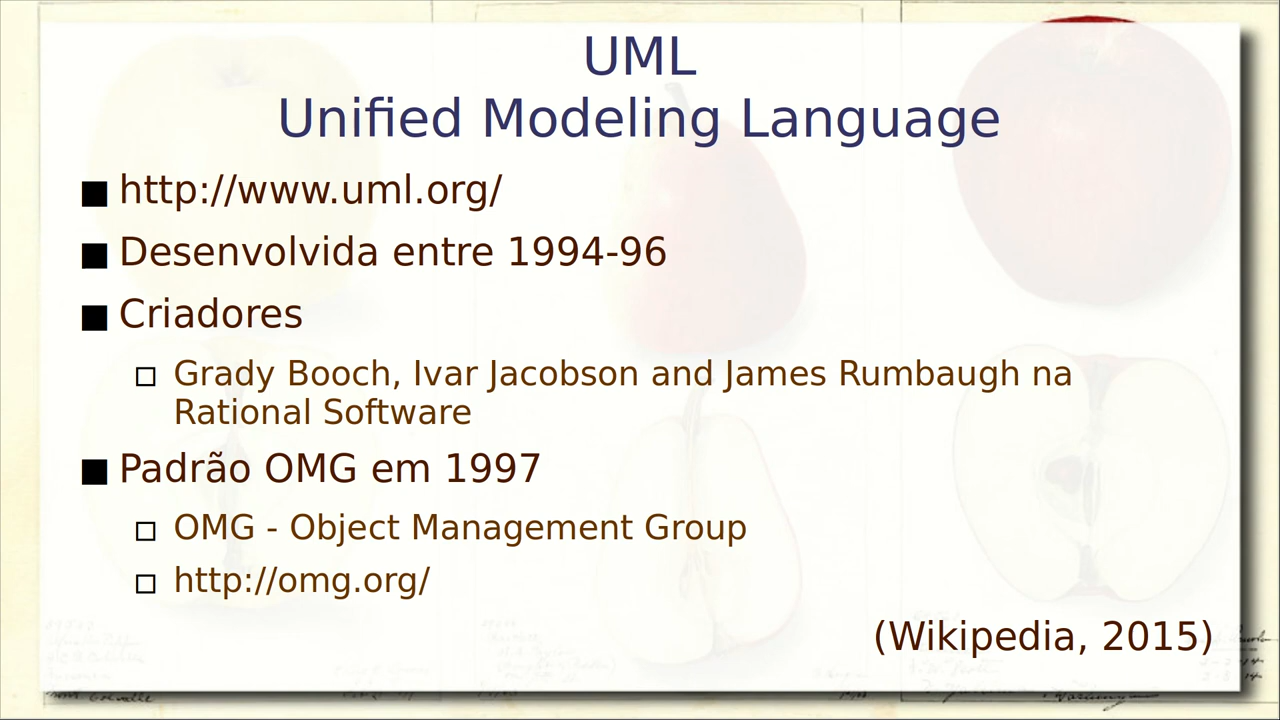 UML
Unified Modeling Language
http://www.uml.org/
Desenvolvida entre 1994-96
Criadores
Grady Booch, Ivar Jacobson and James Rumbaugh na
Rational Software
Padrão OMG em 1997
OMG - Object Management Group
http://omg.org/
(Wikipedia, 2015)